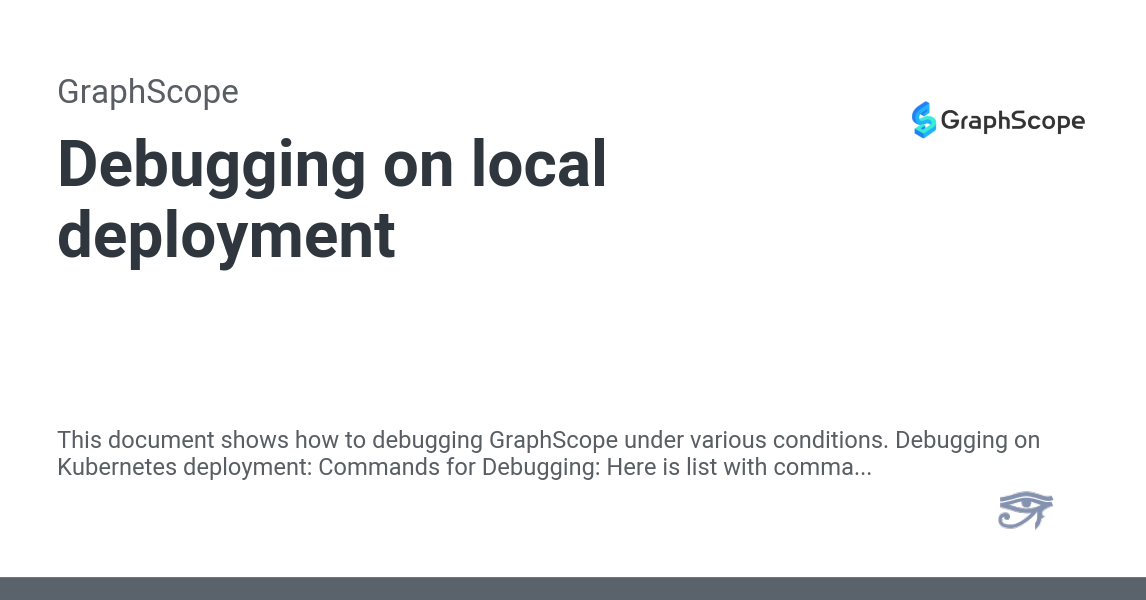 GraphScope
GraphScope
Debugging on local
deployment
This document shows how to debugging GraphScope under various conditions. Debugging on
Kubernetes deployment: Commands for Debugging: Here is list with comma...